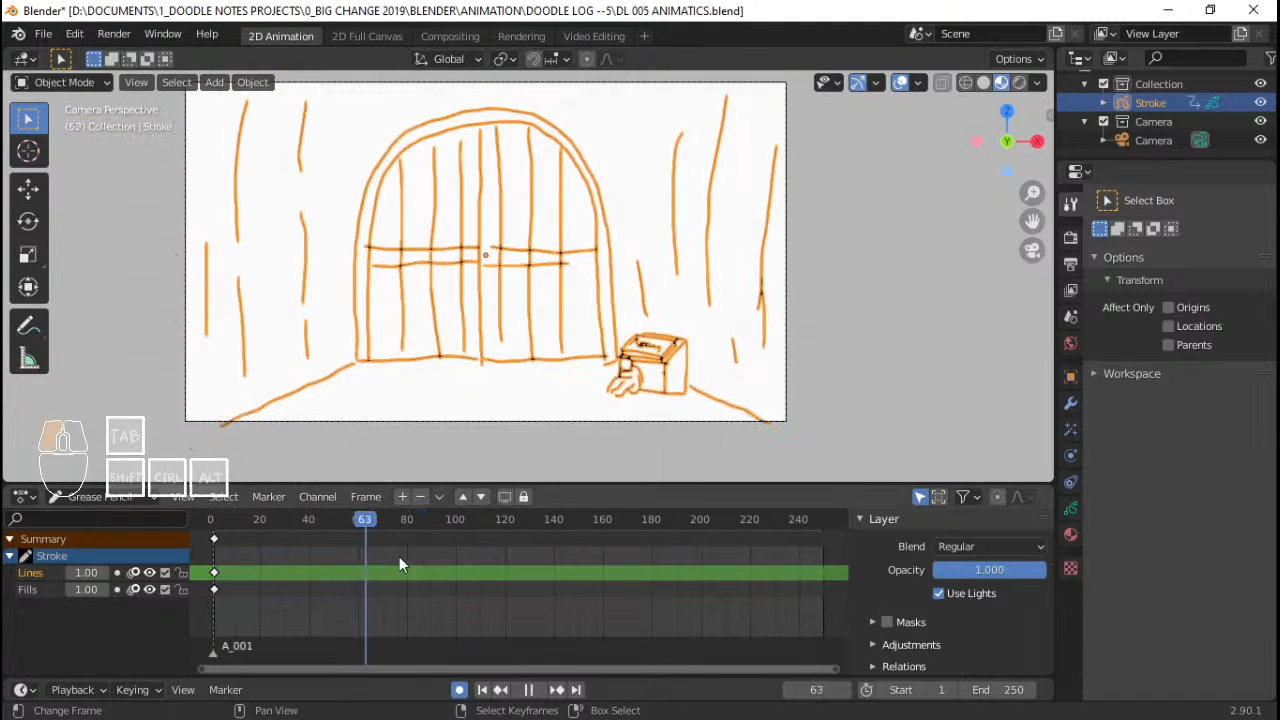 Blender* [D:\DOCUMENTS\1_DOODLE NOTES PROJECTS\0_BIG CHANGE 2019\BLENDER\ANIMATION\DOODLE LOG --5\DL 005 ANIMATICS.blend]
File Edit Render Window Help 2D Animation 2D Full Canvas Compositing Rendering Video Editing + Scene View Layer
Global Options
Object Mode View Select Add Object
Camera Perspective
(62) Collection | Stroke
Z
Y X
Collection
Stroke
Camera
Camera
Select Box
Options
Transform
Affect Only Origins
Locations
Parents
Workspace
TAB
SHIFT CTRL ALT
Grease Pencil View Select Marker Channel Frame
0 20 40 63 80 100 120 140 160 180 200 220 240
Summary
Stroke
Lines 1.00
Fills 1.00
A_001
Layer
Blend Regular
Opacity 1.000
Use Lights
Masks
Adjustments
Relations
Playback Keying View Marker 63 Start 1 End 250
Change Frame Pan View Select Keyframes Box Select 2.90.1